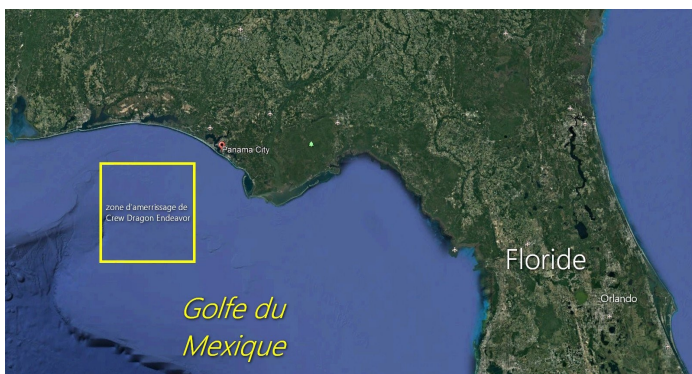 Panama City
zone d'amerrissage de
Crew Dragon Endeavor
Floride
Orlando
Golfe du
Mexique